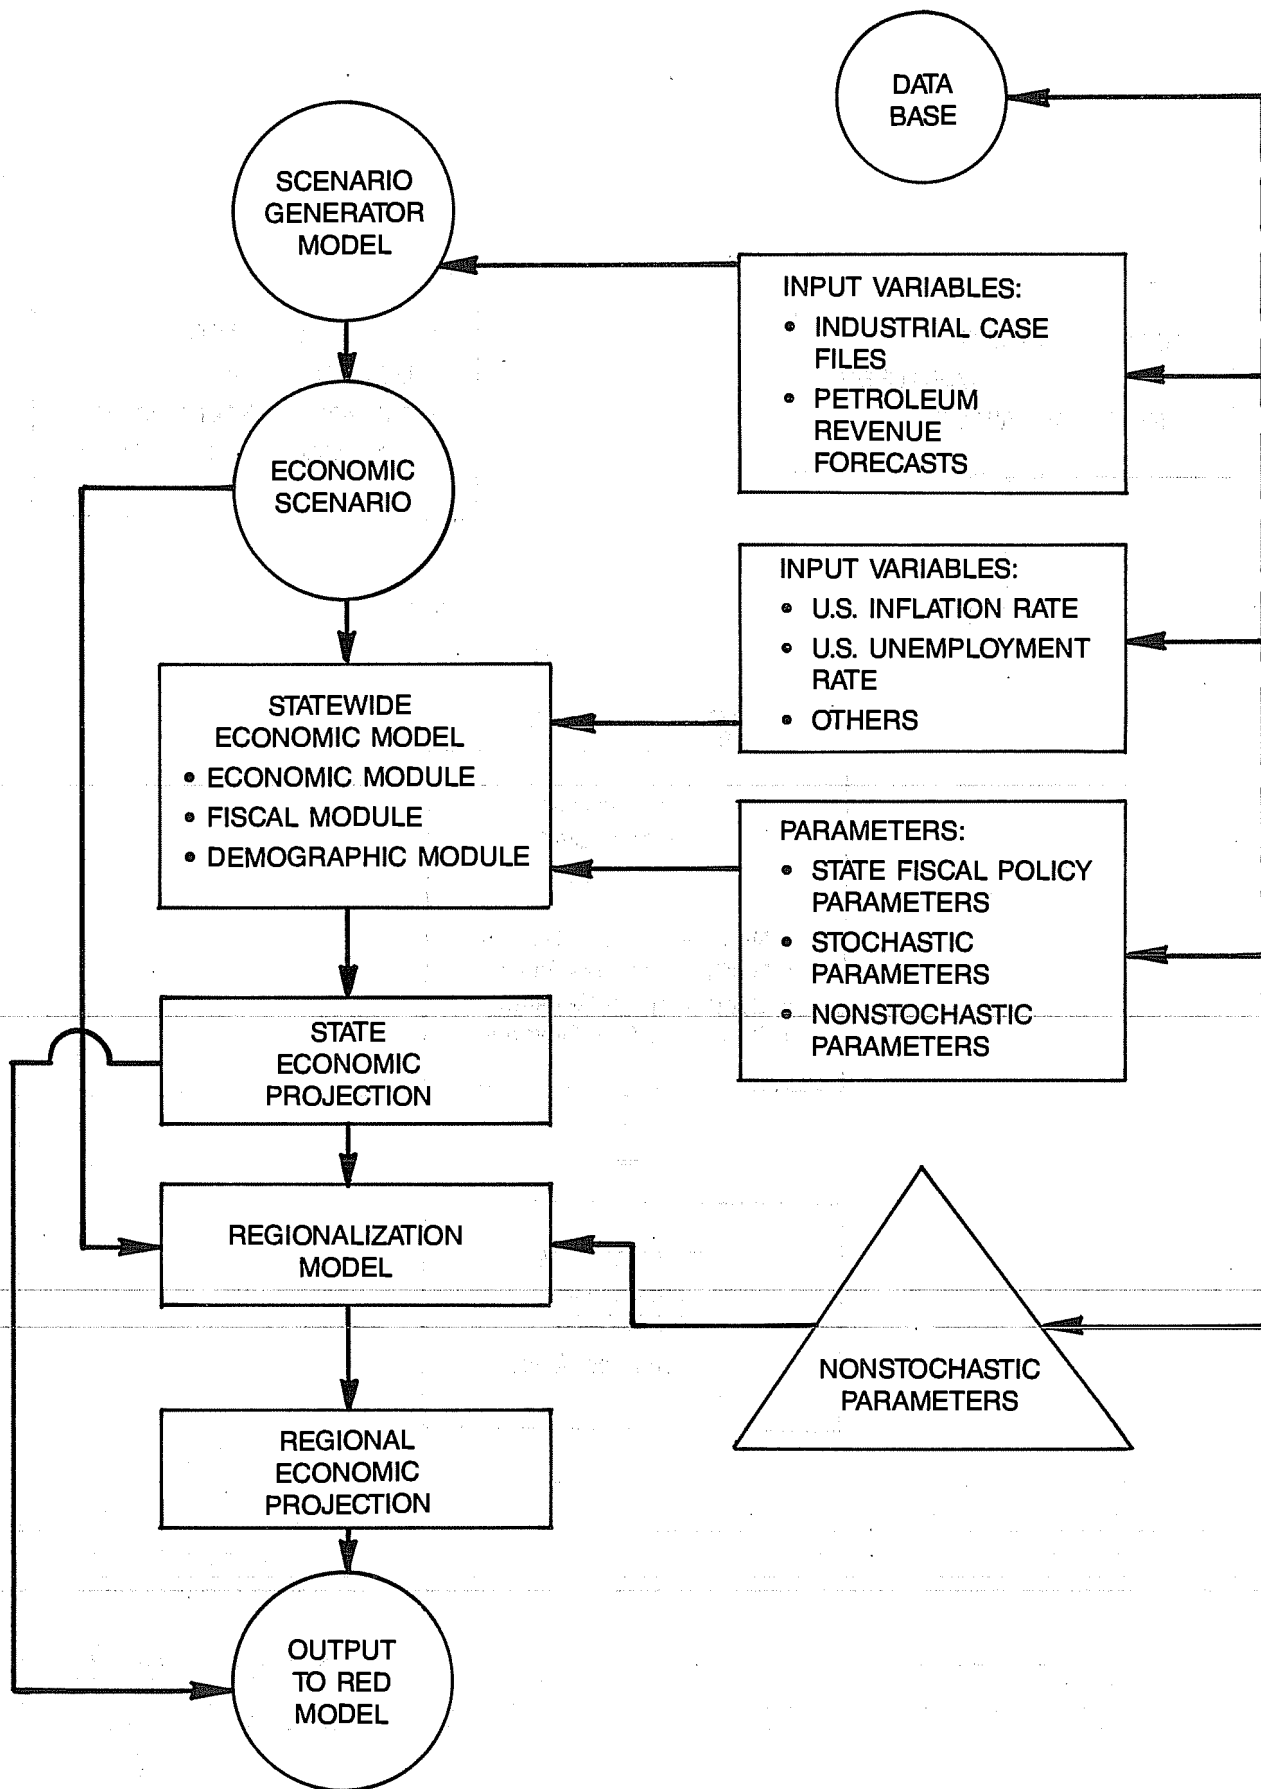 DATA
BASE
SCENARIO
GENERATOR
MODEL
INPUT VARIABLES:
• INDUSTRIAL CASE
FILES
• PETROLEUM
REVENUE
FORECASTS
ECONOMIC
SCENARIO
INPUT VARIABLES:
• U.S. INFLATION RATE
• U.S. UNEMPLOYMENT
RATE
• OTHERS
STATEWIDE
ECONOMIC MODEL
• ECONOMIC MODULE
• FISCAL MODULE
• DEMOGRAPHIC MODULE
PARAMETERS:
• STATE FISCAL POLICY
PARAMETERS
• STOCHASTIC
PARAMETERS
• NONSTOCHASTIC
PARAMETERS
STATE
ECONOMIC
PROJECTION
REGIONALIZATION
MODEL
NONSTOCHASTIC
PARAMETERS
REGIONAL
ECONOMIC
PROJECTION
OUTPUT
TO RED
MODEL